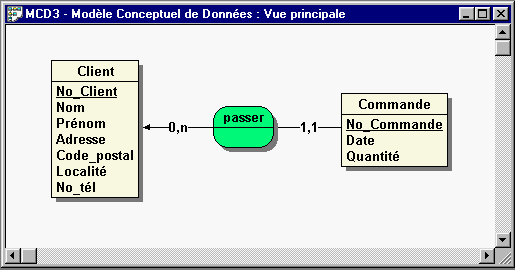 MCD3 - Modèle Conceptuel de Données : Vue principale
Client
No_Client
Nom
Prénom
Adresse
Code_postal
Localité
No_tél
0,n
passer
1,1
Commande
No_Commande
Date
Quantité